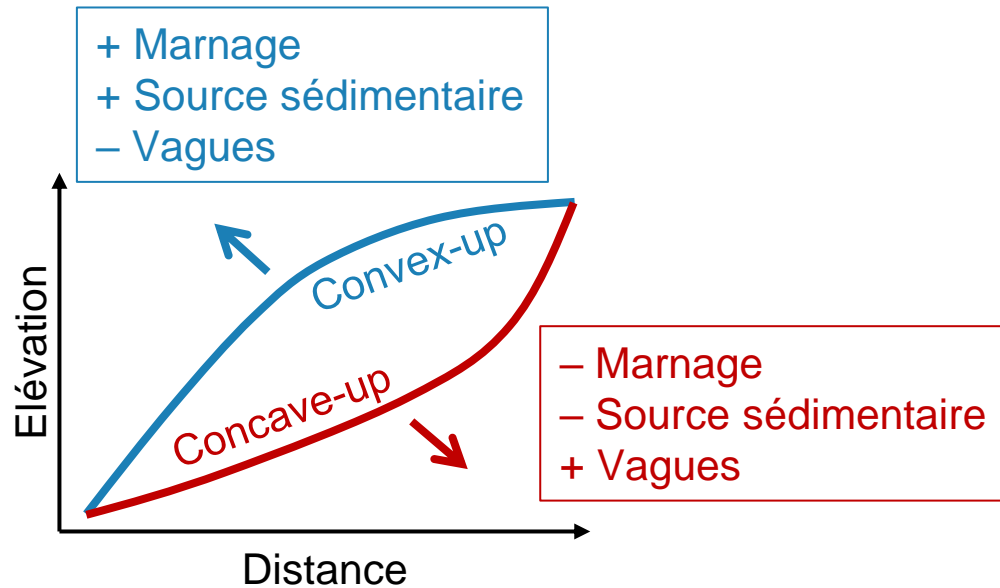 + Marnage
+ Source sédimentaire
– Vagues
Convex-up
Elévation
Concave-up
– Marnage
– Source sédimentaire
+ Vagues
Distance